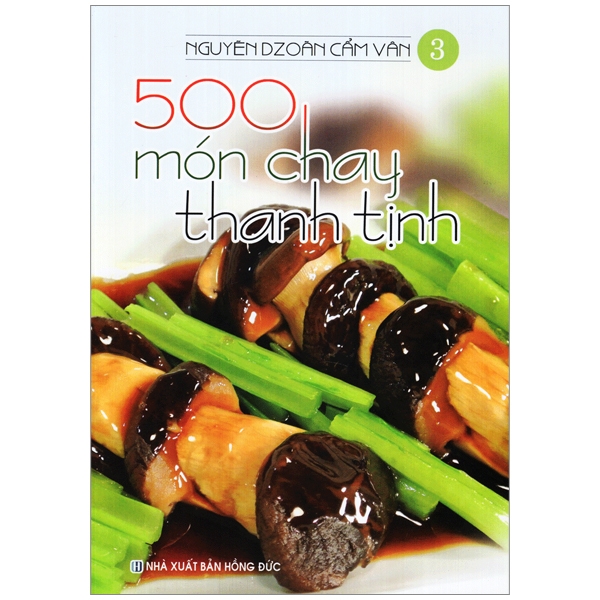 NGUYỄN DZOÃN CẨM VÂN 3
500
món chay
thanh tịnh
NHÀ XUẤT BẢN HỒNG ĐỨC